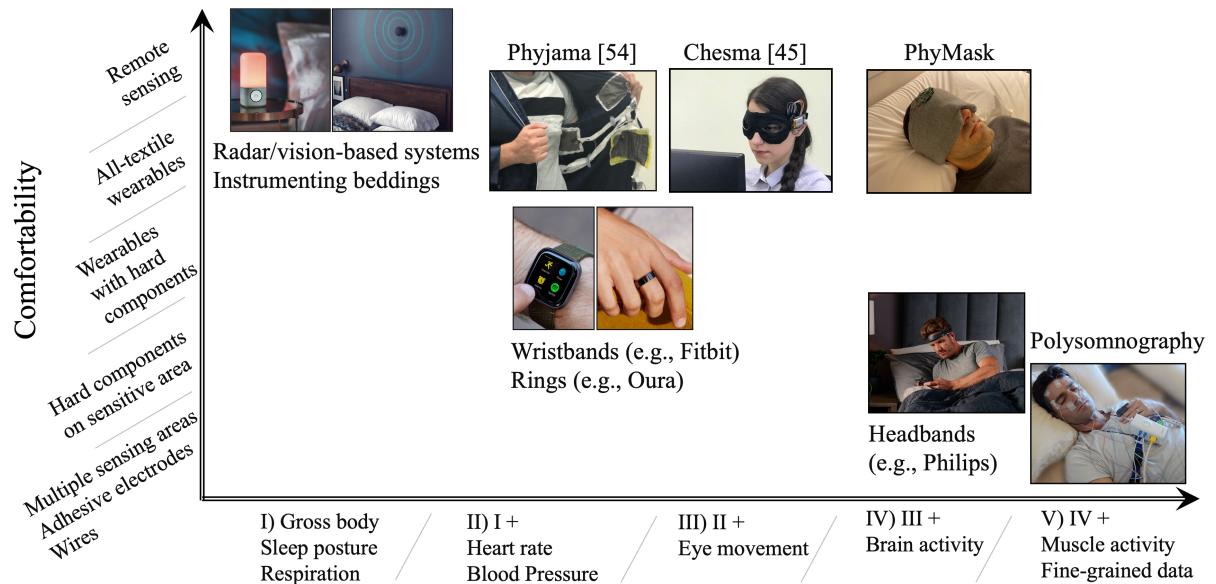 Comfortability
Remote
sensing
All-textile
wearables
Wearables
with hard
components
Hard components
on sensitive area
Multiple sensing areas
Adhesive electrodes
Wires
Radar/vision-based systems
Instrumenting beddings
Phyjama [54]
Chesma [45]
PhyMask
Wristbands (e.g., Fitbit)
Rings (e.g., Oura)
Headbands
(e.g., Philips)
Polysomnography
I) Gross body
Sleep posture
Respiration
II) I +
Heart rate
Blood Pressure
III) II +
Eye movement
IV) III +
Brain activity
V) IV +
Muscle activity
Fine-grained data